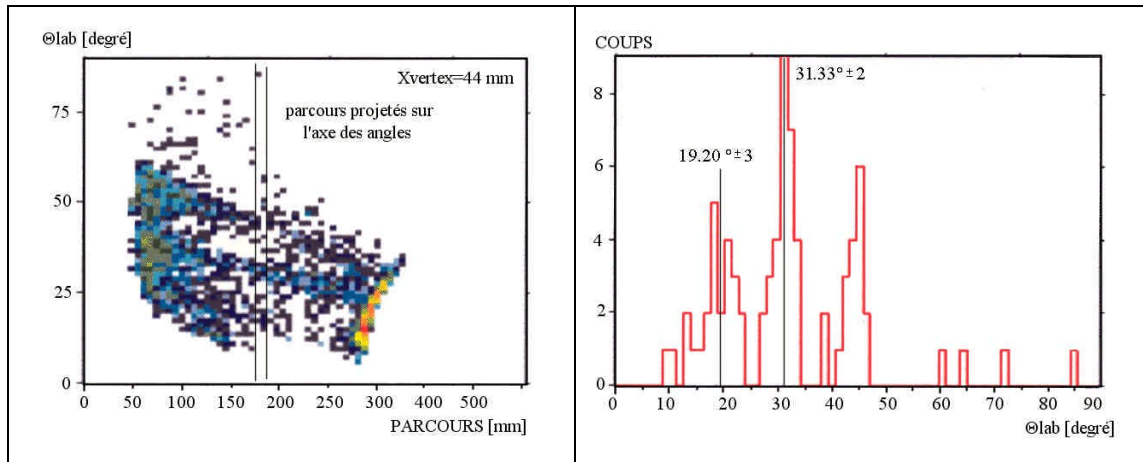 Θlab [degré]
Xvertex=44 mm
parcours projetés sur
l'axe des angles
75
50
25
0
0 50 100 150 200 250 300 350 400 500
PARCOURS [mm]
COUPS
31.33° ± 2
19.20 ° ± 3
8
6
4
2
0
0 10 20 30 40 50 60 70 80 90
Θlab [degré]